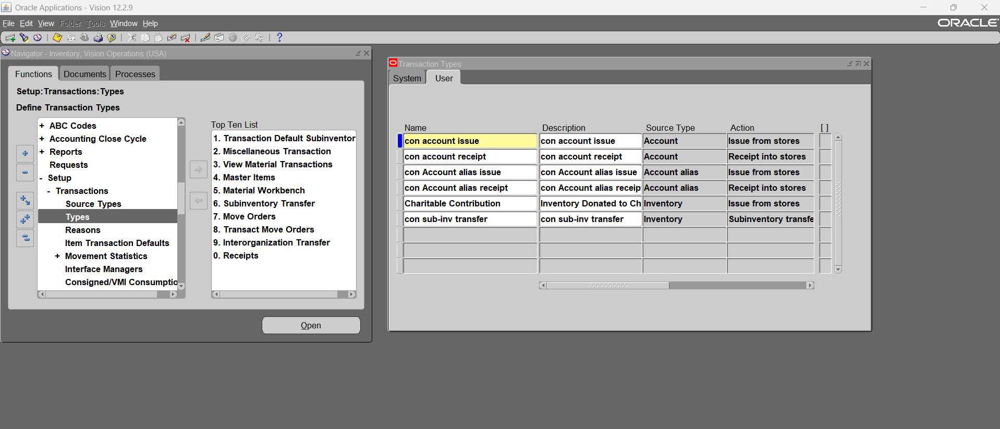 Oracle Applications - Vision 12.2.9
File Edit View Folder Tools Window Help
ORACLE
Navigator - Inventory, Vision Operations (USA)
Functions Documents Processes
Setup:Transactions:Types
Define Transaction Types
+ ABC Codes
+ Accounting Close Cycle
+ Reports
Requests
- Setup
- Transactions
Source Types
Types
Reasons
Item Transaction Defaults
+ Movement Statistics
Interface Managers
Consigned/VMI Consumptio
Top Ten List
1. Transaction Default Subinventor
2. Miscellaneous Transaction
3. View Material Transactions
4. Master Items
5. Material Workbench
6. Subinventory Transfer
7. Move Orders
8. Transact Move Orders
9. Interorganization Transfer
0. Receipts
Open
Transaction Types
System User
Name Description Source Type Action [ ]
con account issue con account issue Account Issue from stores
con account receipt con account receipt Account Receipt into stores
con Account alias issue con Account alias issue Account alias Issue from stores
con Account alias receipt con Account alias receip Account alias Receipt into stores
Charitable Contribution Inventory Donated to Ch Inventory Issue from stores
con sub-inv transfer con sub-inv transfer Inventory Subinventory transfe